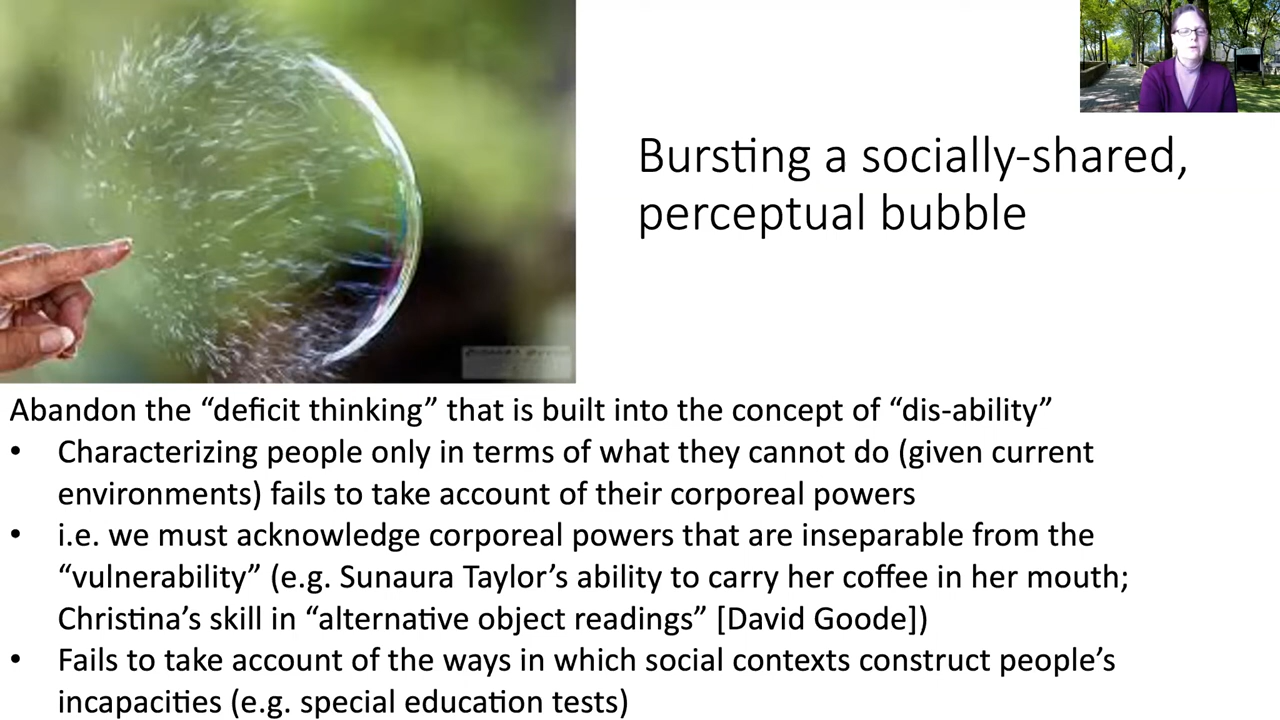 Bursting a socially-shared,
perceptual bubble
Abandon the “deficit thinking” that is built into the concept of “dis-ability”
• Characterizing people only in terms of what they cannot do (given current
environments) fails to take account of their corporeal powers
• i.e. we must acknowledge corporeal powers that are inseparable from the
“vulnerability” (e.g. Sunaura Taylor’s ability to carry her coffee in her mouth;
Christina’s skill in “alternative object readings” [David Goode])
• Fails to take account of the ways in which social contexts construct people’s
incapacities (e.g. special education tests)